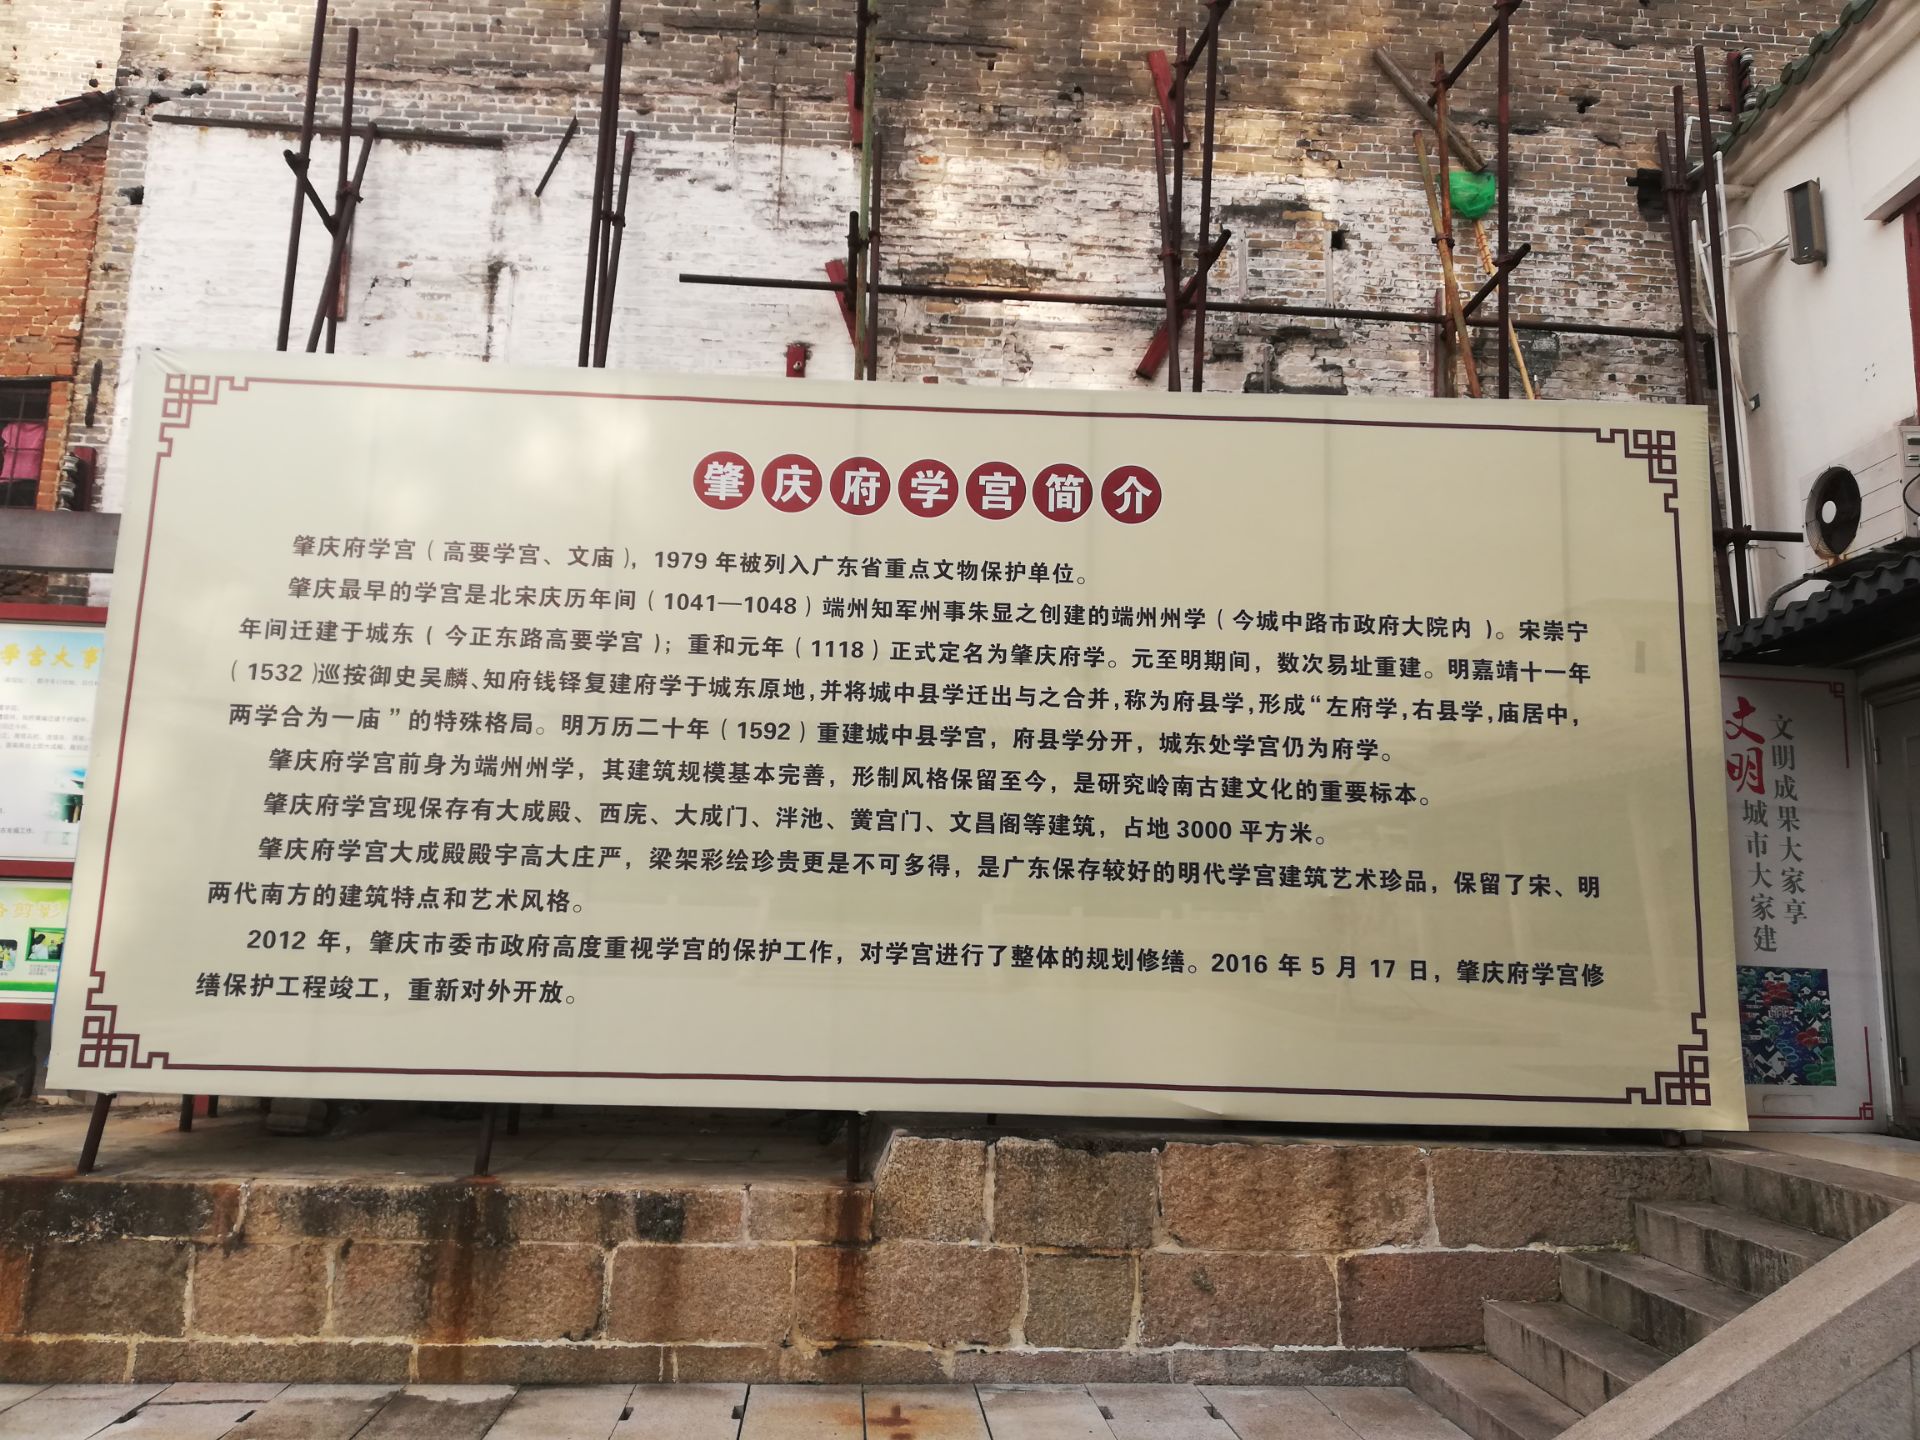 肇庆府学宫简介
肇庆府学宫（高要学宫、文庙），1979 年被列入广东省重点文物保护单位。
肇庆最早的学宫是北宋庆历年间（1041—1048）端州知军州事朱显之创建的端州州学（今城中路市政府大院内）。宋崇宁
年间迁建于城东（今正东路高要学宫）；重和元年（1118）正式定名为肇庆府学。元至明期间，数次易址重建。明嘉靖十一年
（1532）巡按御史吴麟、知府钱铎复建府学于城东原地，并将城中县学迁出与之合并，称为府县学，形成“左府学，右县学，庙居中，
两学合为一庙”的特殊格局。明万历二十年（1592）重建城中县学宫，府县学分开，城东处学宫仍为府学。
肇庆府学宫前身为端州州学，其建筑规模基本完善，形制风格保留至今，是研究岭南古建文化的重要标本。
肇庆府学宫现保存有大成殿、西庑、大成门、泮池、黉宫门、文昌阁等建筑，占地 3000 平方米。
肇庆府学宫大成殿殿宇高大庄严，梁架彩绘珍贵更是不可多得，是广东保存较好的明代学宫建筑艺术珍品，保留了宋、明
两代南方的建筑特点和艺术风格。
2012 年，肇庆市委市政府高度重视学宫的保护工作，对学宫进行了整体的规划修缮。2016 年 5 月 17 日，肇庆府学宫修
缮保护工程竣工，重新对外开放。
学宫大事
剪影
文明
文明成果大家享
城市大家建